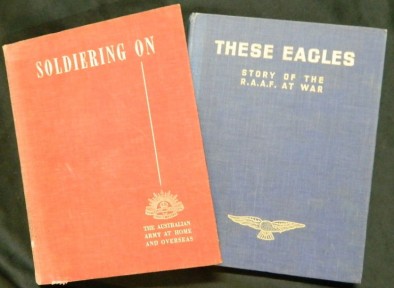 SOLDIERING ON
THE AUSTRALIAN
ARMY AT HOME
AND OVERSEAS
THESE EAGLES
STORY OF THE
R.A.A.F. AT WAR